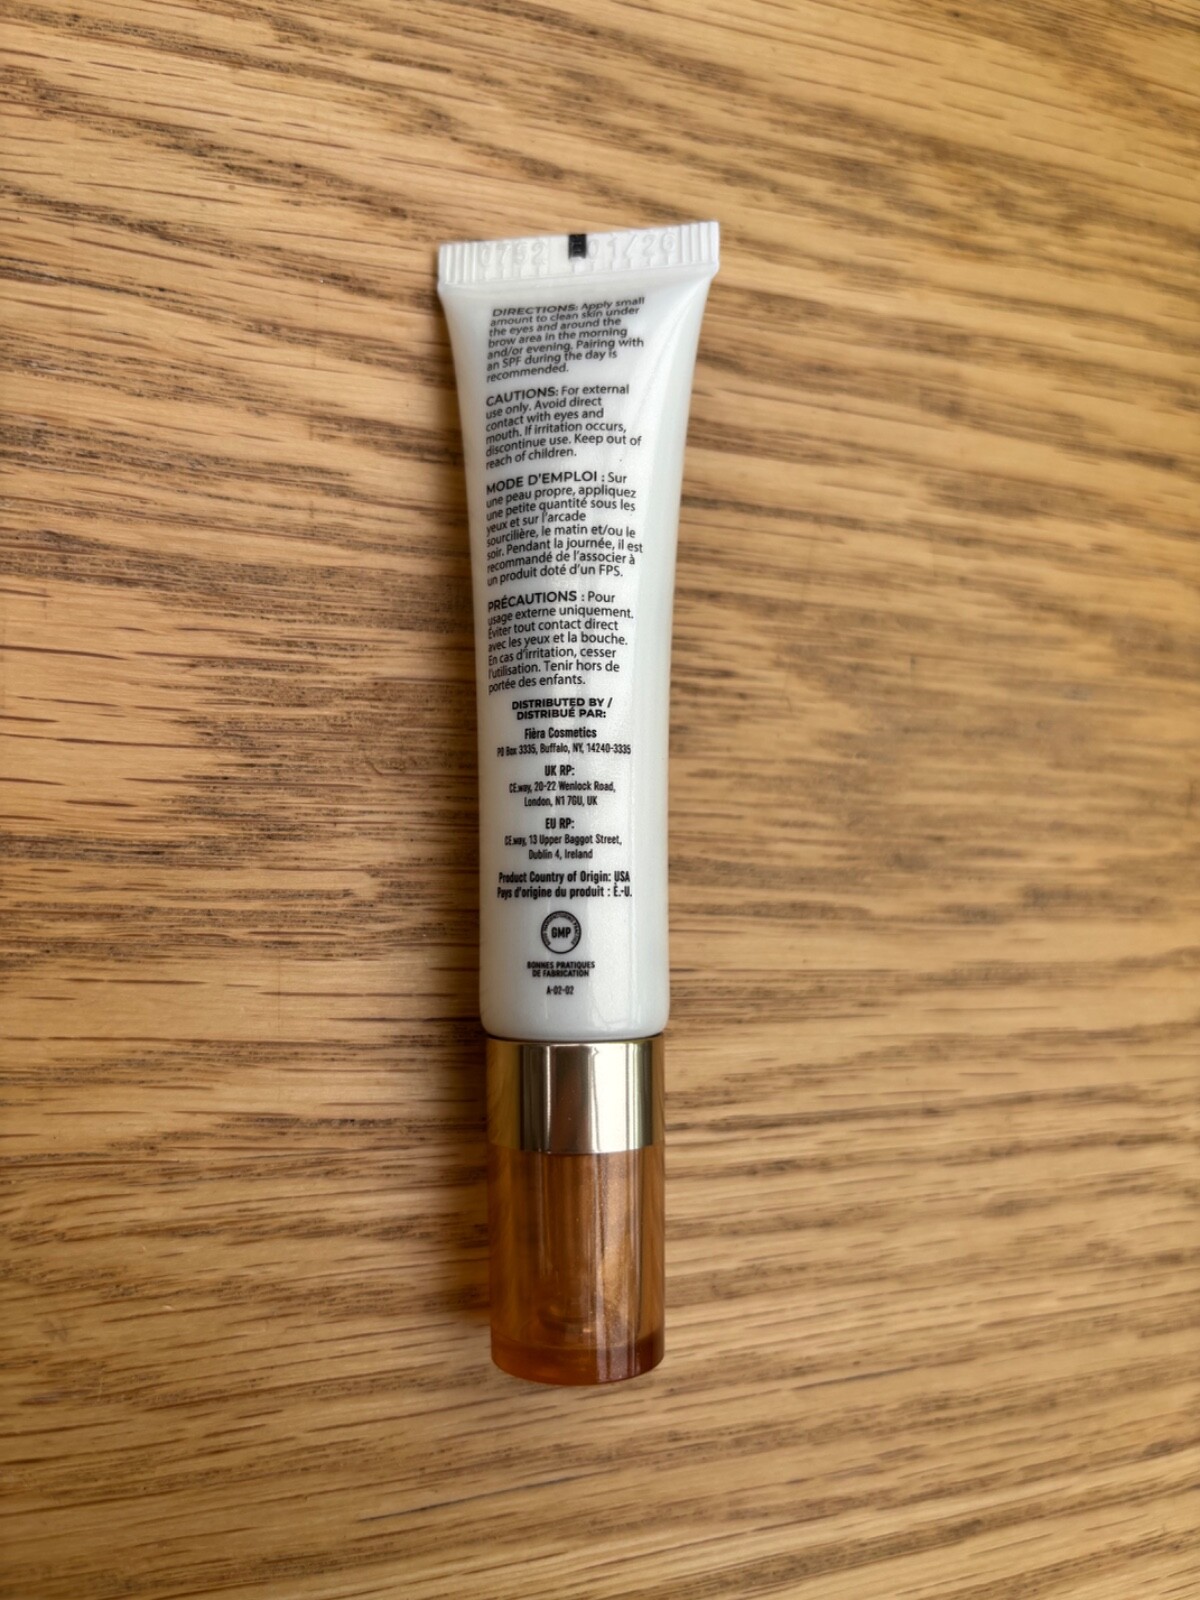 0762 01/26
DIRECTIONS: Apply small
amount to clean skin under
the eyes and around the
brow area in the morning
and/or evening. Pairing with
an SPF during the day is
recommended.
CAUTIONS: For external
use only. Avoid direct
contact with eyes and
mouth. If irritation occurs,
discontinue use. Keep out of
reach of children.
MODE D'EMPLOI : Sur
une peau propre, appliquez
une petite quantité sous les
yeux et sur l'arcade
sourcilière, le matin et/ou le
soir. Pendant la journée, il est
recommandé de l'associer à
un produit doté d'un FPS.
PRÉCAUTIONS : Pour
usage externe uniquement.
Éviter tout contact direct
avec les yeux et la bouche.
En cas d'irritation, cesser
l'utilisation. Tenir hors de
portée des enfants.
DISTRIBUTED BY /
DISTRIBUÉ PAR:
Fièra Cosmetics
PO Box 3335, Buffalo, NY, 14240-3335
UK RP:
CE.way, 20-22 Wenlock Road,
London, N1 7GU, UK
EU RP:
CE.way, 13 Upper Baggot Street,
Dublin 4, Ireland
Product Country of Origin: USA
Pays d'origine du produit : É.-U.
GMP
BONNES PRATIQUES
DE FABRICATION
A-02-02